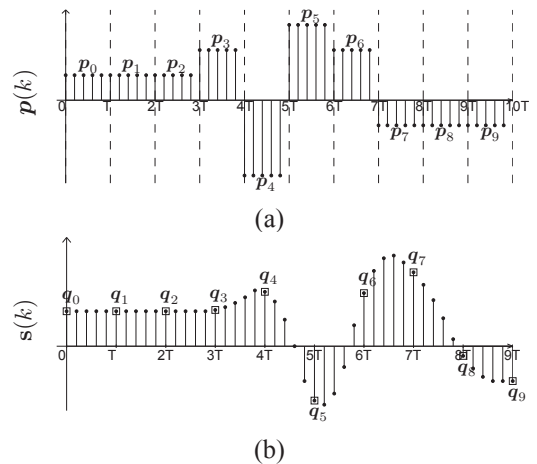 p(k)
p₀ p₁ p₂ p₃ p₄ p₅ p₆ p₇ p₈ p₉
0 T 2T 3T 4T 5T 6T 7T 8T 9T 10T
(a)
s(k)
q₀ q₁ q₂ q₃ q₄ q₅ q₆ q₇ q₈ q₉
0 T 2T 3T 4T 5T 6T 7T 8T 9T
(b)